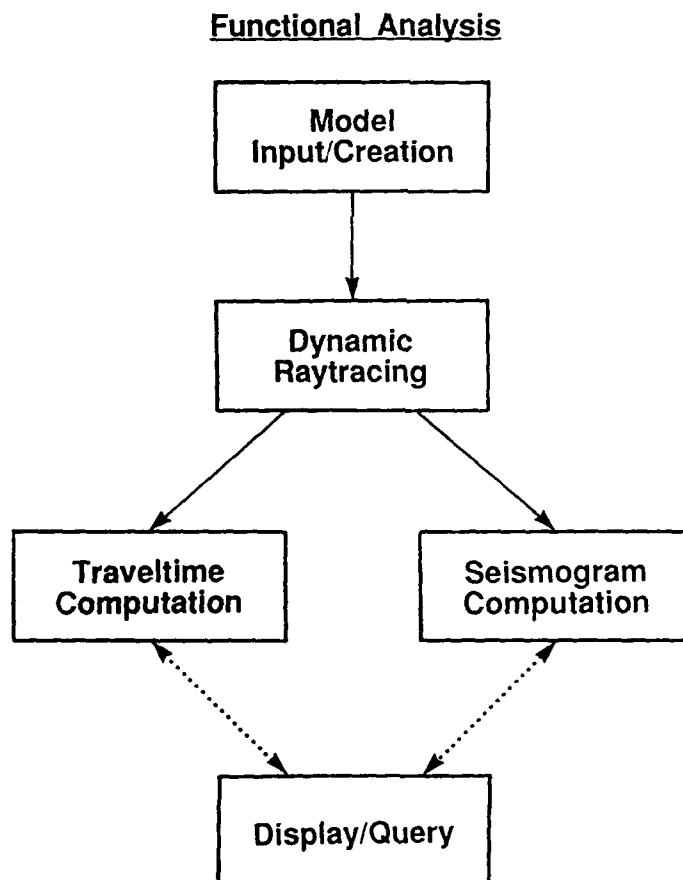 Functional Analysis
Model
Input/Creation
Dynamic
Raytracing
Traveltime
Computation
Seismogram
Computation
Display/Query